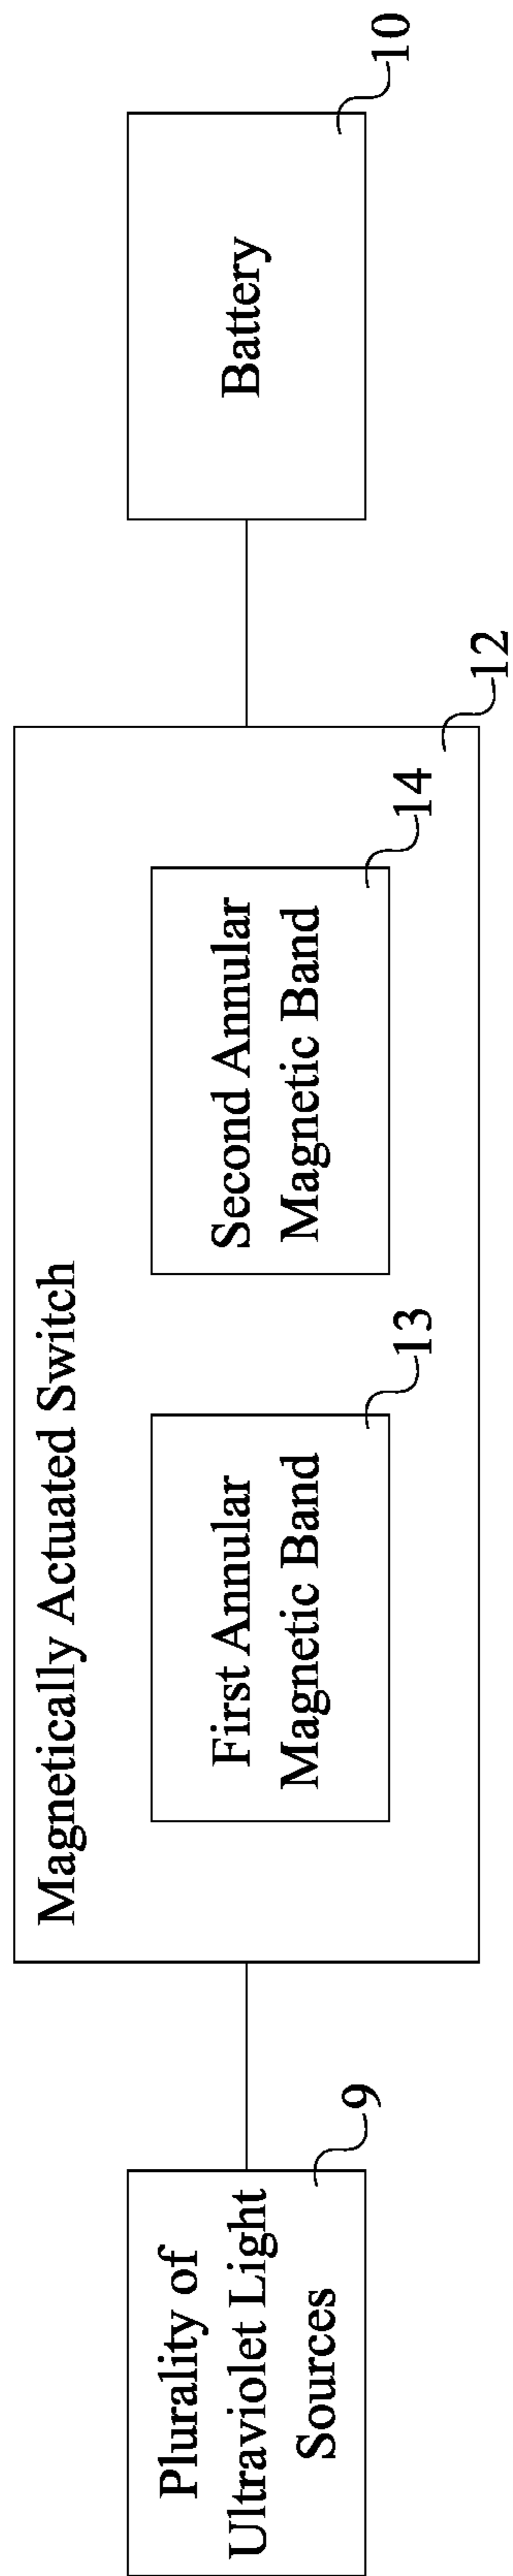 Magnetically Actuated Switch
Plurality of
Ultraviolet Light
Sources
9
First Annular
Magnetic Band
13
Second Annular
Magnetic Band
14
12
Battery
10